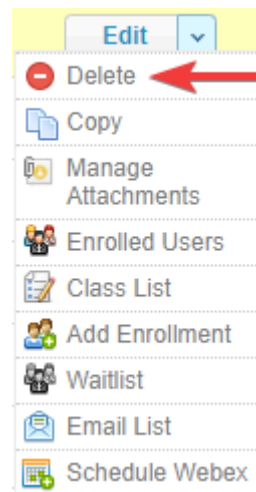 Edit
Delete
Copy
Manage
Attachments
Enrolled Users
Class List
Add Enrollment
Waitlist
Email List
Schedule Webex